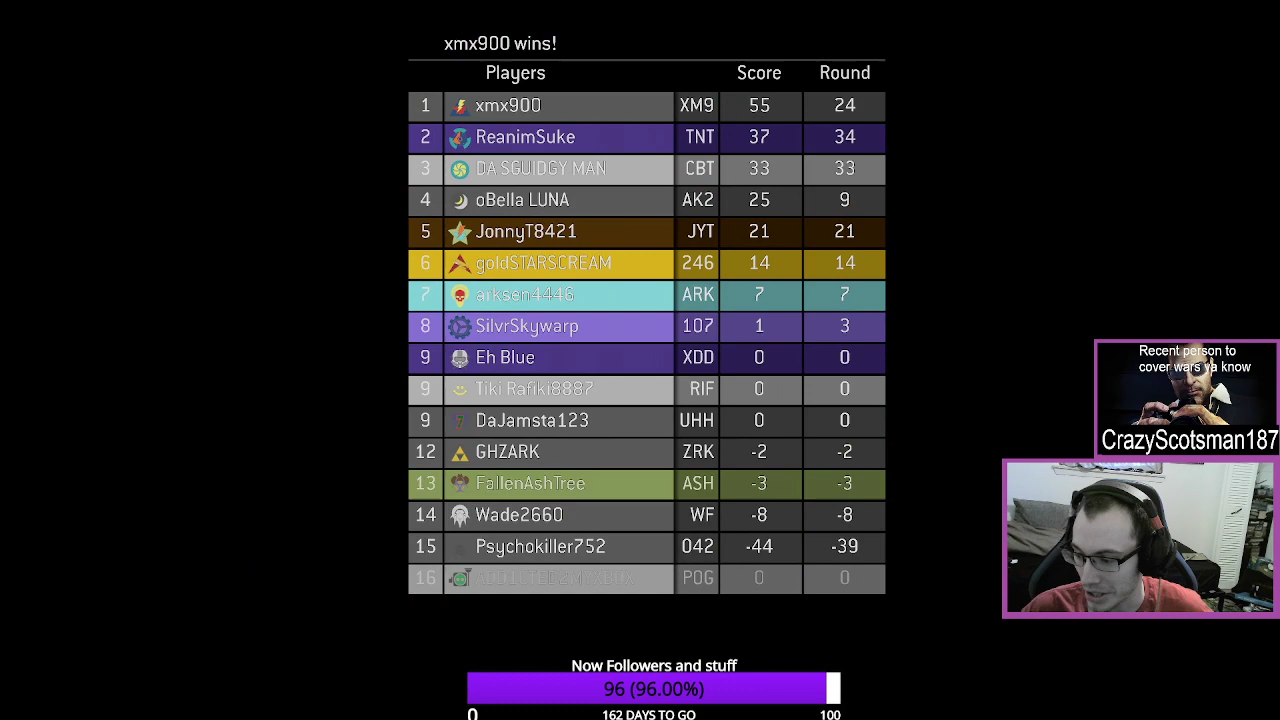 xmx900 wins!
Players Score Round
1 xmx900 XM9 55 24
2 ReanimSuke TNT 37 34
3 DA SGUIDGY MAN CBT 33 33
4 oBella LUNA AK2 25 9
5 JonnyT8421 JYT 21 21
6 goldSTARSCREAM 246 14 14
7 arksen4446 ARK 7 7
8 SilvrSkywarp 107 1 3
9 Eh Blue XDD 0 0
9 Tiki Rafiki8887 RIF 0 0
9 DaJamsta123 UHH 0 0
12 GHZARK ZRK -2 -2
13 FallenAshTree ASH -3 -3
14 Wade2660 WF -8 -8
15 Psychokiller752 042 -44 -39
16 POG 0 0
Recent person to
cover wars ya know
CrazyScotsman187
Now Followers and stuff
96 (96.00%)
0 162 DAYS TO GO 100